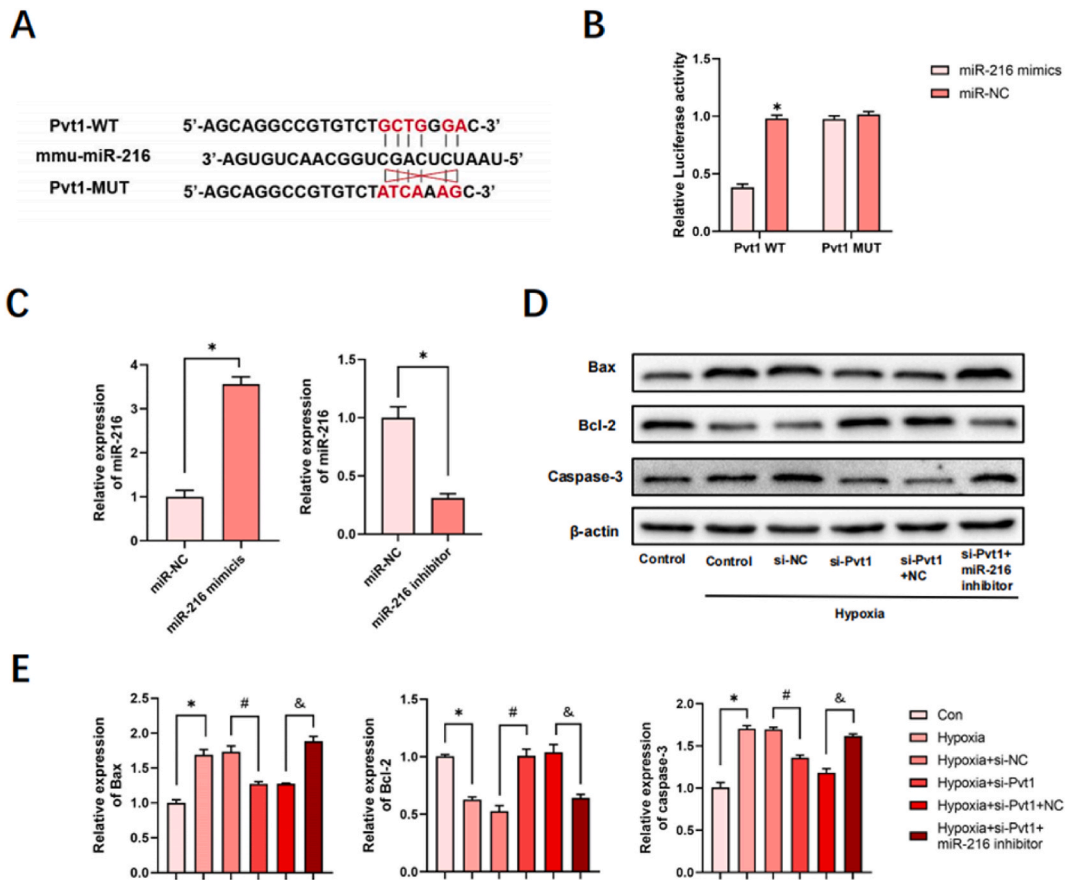 A
Pvt1-WT 5'-AGCAGGCCGTGTCTGCTGGGAC-3'
mmu-miR-216 3'-AGUGUCAACGGUCGACUCUAAU-5'
Pvt1-MUT 5'-AGCAGGCCGTGTCTATCAAAGC-3'
B
Relative Luciferase activity
1.5
1.0
0.5
0.0
*
Pvt1 WT
Pvt1 MUT
miR-216 mimics
miR-NC
C
Relative expression
of miR-216
4
3
2
1
0
*
miR-NC
miR-216 mimicis
Relative expression
of miR-216
1.5
1.0
0.5
0.0
*
miR-NC
miR-216 inhibitor
D
Bax
Bcl-2
Caspase-3
β-actin
Control
Control
si-NC
si-Pvt1
si-Pvt1
+NC
si-Pvt1+
miR-216
inhibitor
Hypoxia
E
Relative expression
of Bax
2.5
2.0
1.5
1.0
0.5
0.0
* # &
Relative expression
of Bcl-2
1.5
1.0
0.5
0.0
* # &
Relative expression
of caspase-3
2.0
1.5
1.0
0.5
0.0
* # &
Con
Hypoxia
Hypoxia+si-NC
Hypoxia+si-Pvt1
Hypoxia+si-Pvt1+NC
Hypoxia+si-Pvt1+
miR-216 inhibitor